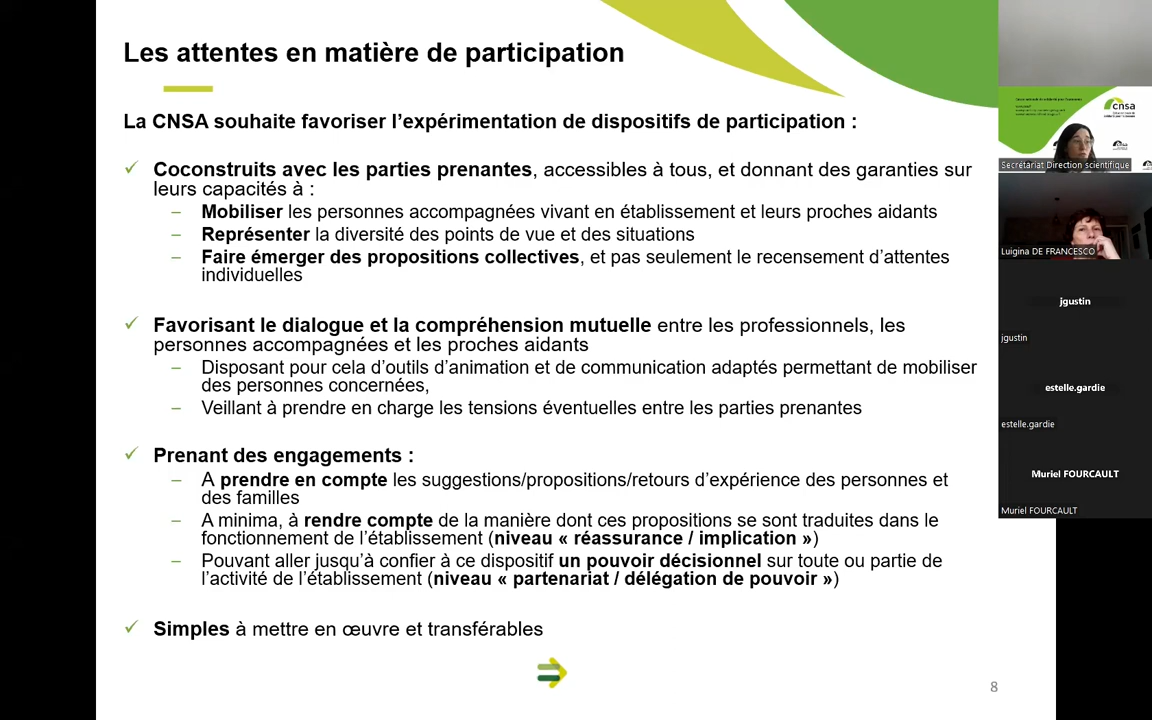 Les attentes en matière de participation
La CNSA souhaite favoriser l'expérimentation de dispositifs de participation :
✓ Coconstruits avec les parties prenantes, accessibles à tous, et donnant des garanties sur
leurs capacités à :
– Mobiliser les personnes accompagnées vivant en établissement et leurs proches aidants
– Représenter la diversité des points de vue et des situations
– Faire émerger des propositions collectives, et pas seulement le recensement d'attentes
individuelles
✓ Favorisant le dialogue et la compréhension mutuelle entre les professionnels, les
personnes accompagnées et les proches aidants
– Disposant pour cela d'outils d'animation et de communication adaptés permettant de mobiliser
des personnes concernées,
– Veillant à prendre en charge les tensions éventuelles entre les parties prenantes
✓ Prenant des engagements :
– A prendre en compte les suggestions/propositions/retours d'expérience des personnes et
des familles
– A minima, à rendre compte de la manière dont ces propositions se sont traduites dans le
fonctionnement de l'établissement (niveau « réassurance / implication »)
– Pouvant aller jusqu'à confier à ce dispositif un pouvoir décisionnel sur toute ou partie de
l'activité de l'établissement (niveau « partenariat / délégation de pouvoir »)
✓ Simples à mettre en œuvre et transférables
8
cnsa
Secrétariat Direction scientifique
Luigina DE FRANCESCO
jgustin
jgustin
estelle.gardie
estelle.gardie
Muriel FOURCAULT
Muriel FOURCAULT